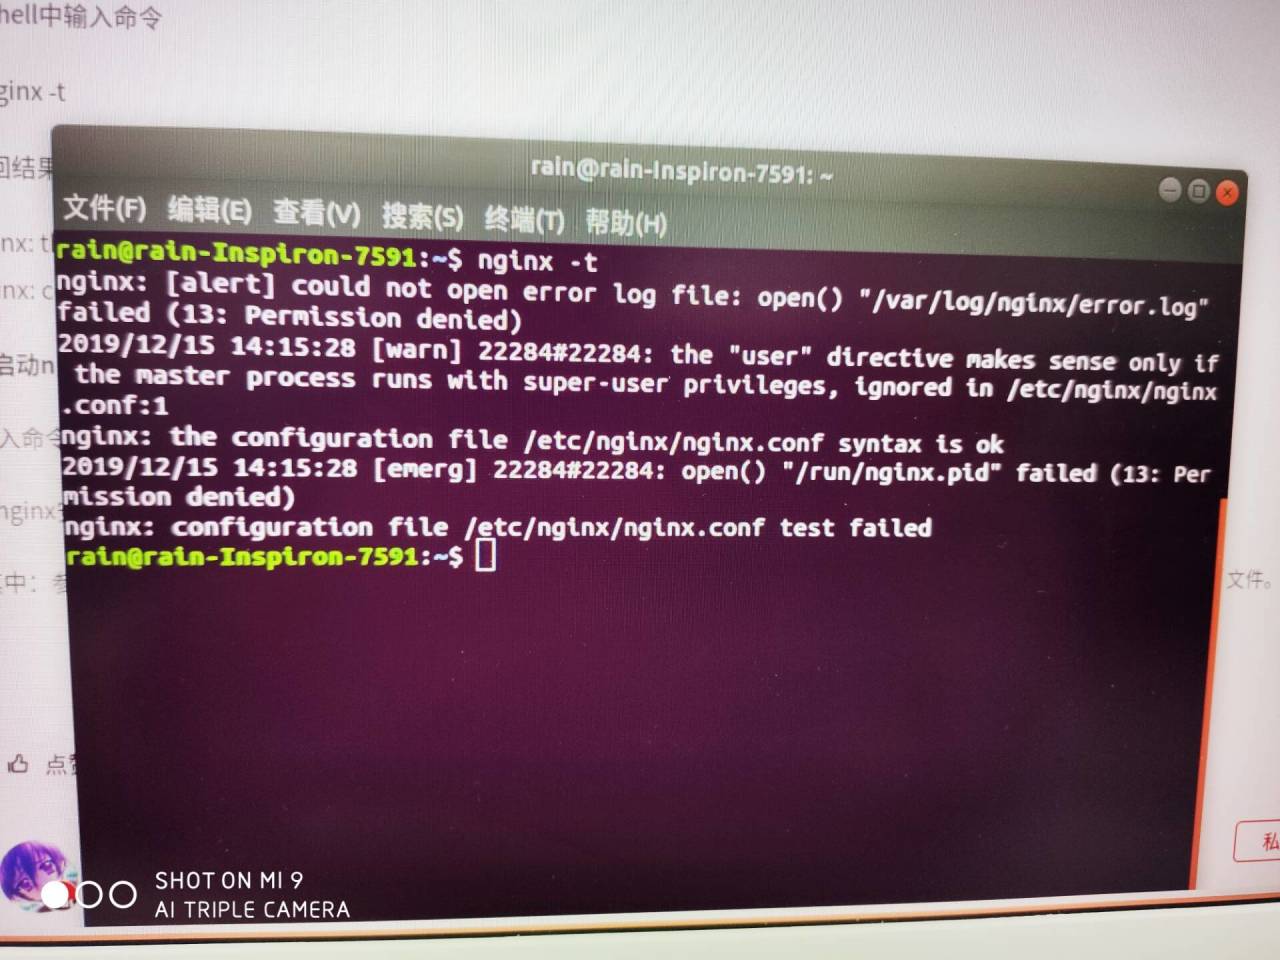 hell中输入命令
ginx -t
回结果
rain@rain-Inspiron-7591: ~
文件(F) 编辑(E) 查看(V) 搜索(S) 终端(T) 帮助(H)
nx: t
nx: c
启动n
入命令
nginx
中：
rain@rain-Inspiron-7591:~$ nginx -t
nginx: [alert] could not open error log file: open() "/var/log/nginx/error.log"
failed (13: Permission denied)
2019/12/15 14:15:28 [warn] 22284#22284: the "user" directive makes sense only if
 the master process runs with super-user privileges, ignored in /etc/nginx/nginx
.conf:1
nginx: the configuration file /etc/nginx/nginx.conf syntax is ok
2019/12/15 14:15:28 [emerg] 22284#22284: open() "/run/nginx.pid" failed (13: Per
mission denied)
nginx: configuration file /etc/nginx/nginx.conf test failed
rain@rain-Inspiron-7591:~$
文件。
点赞
私
SHOT ON MI 9
AI TRIPLE CAMERA